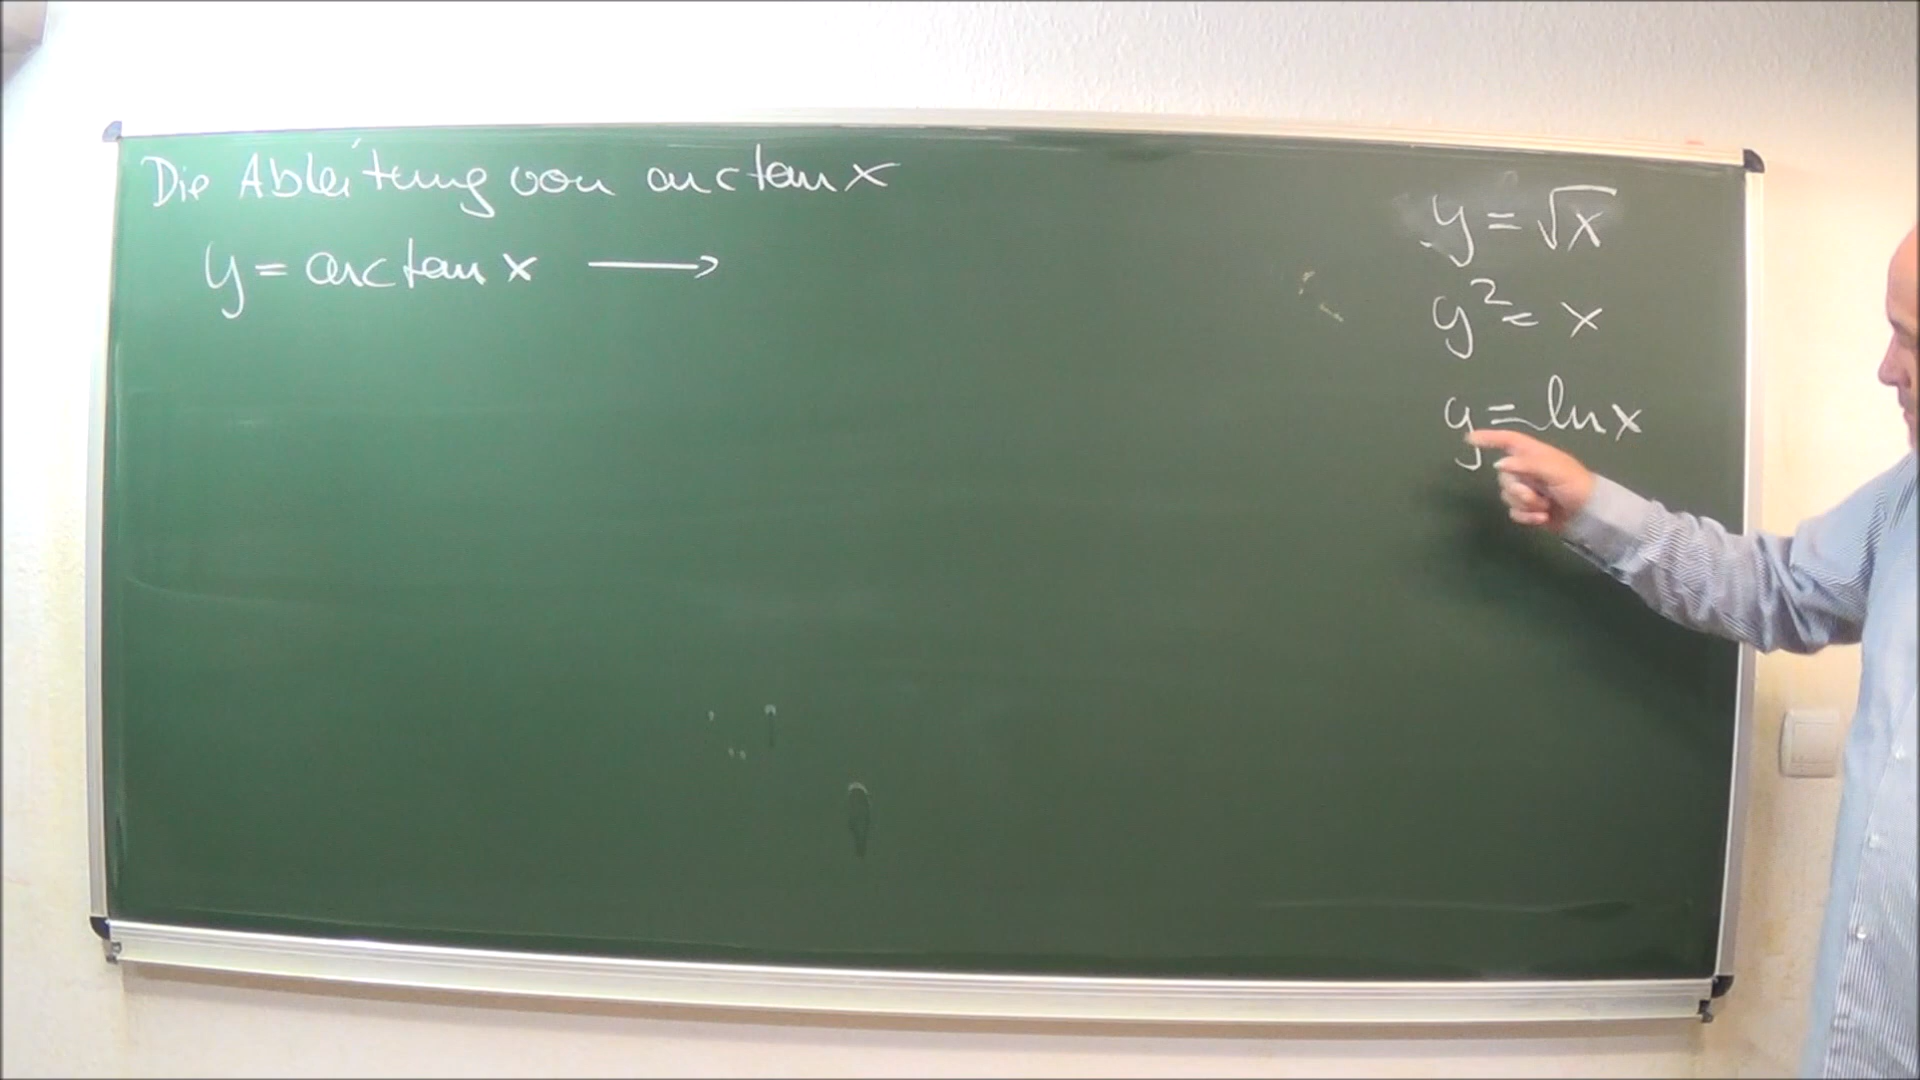 Die Ableitung von arctan x
y = arctan x ⟶
y = √x
y² = x
y = ln x